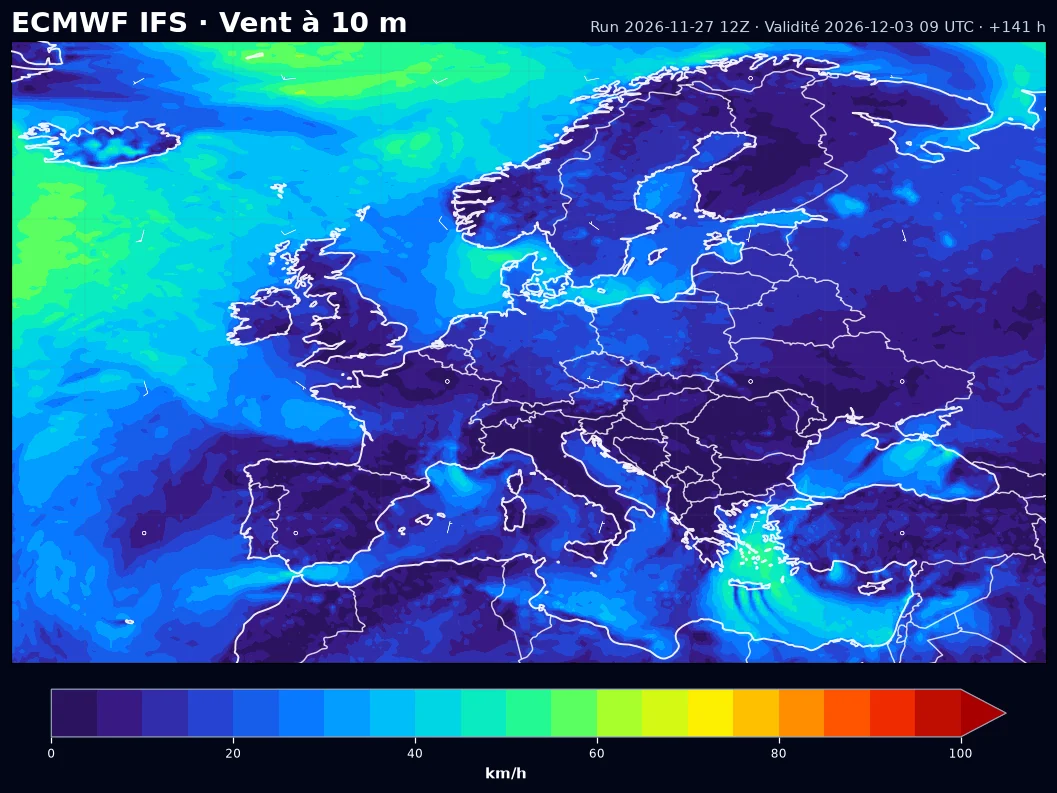 ECMWF IFS · Vent à 10 m
Run 2026-11-27 12Z · Validité 2026-12-03 09 UTC · +141 h
0 20 40 60 80 100
km/h